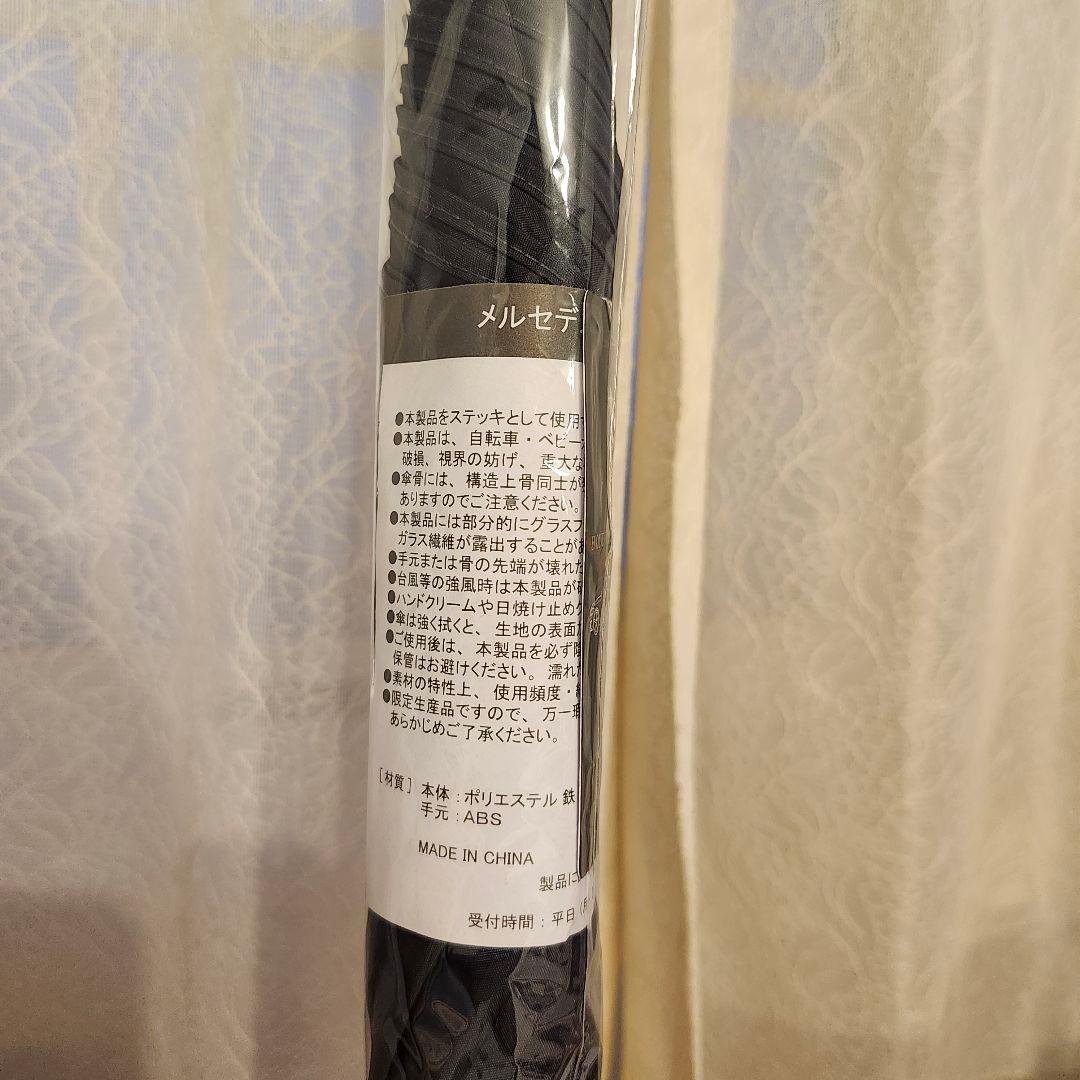 メルセデ
●本製品をステッキとして使用
●本製品は、自転車・ベビー
破損、視界の妨げ、重大な
●傘骨には、構造上骨同士が
ありますのでご注意ください。
●本製品には部分的にグラスフ
ガラス繊維が露出することがあ
●手元または骨の先端が壊れた
●台風等の強風時は本製品が破
●ハンドクリームや日焼け止めク
●傘は強く拭くと、生地の表面
●ご使用後は、本製品を必ず陰
保管はお避けください。濡れた
●素材の特性上、使用頻度・
●限定生産品ですので、万一
あらかじめご了承ください。
[材質] 本体：ポリエステル 鉄
手元：ABS
MADE IN CHINA
製品に
受付時間：平日